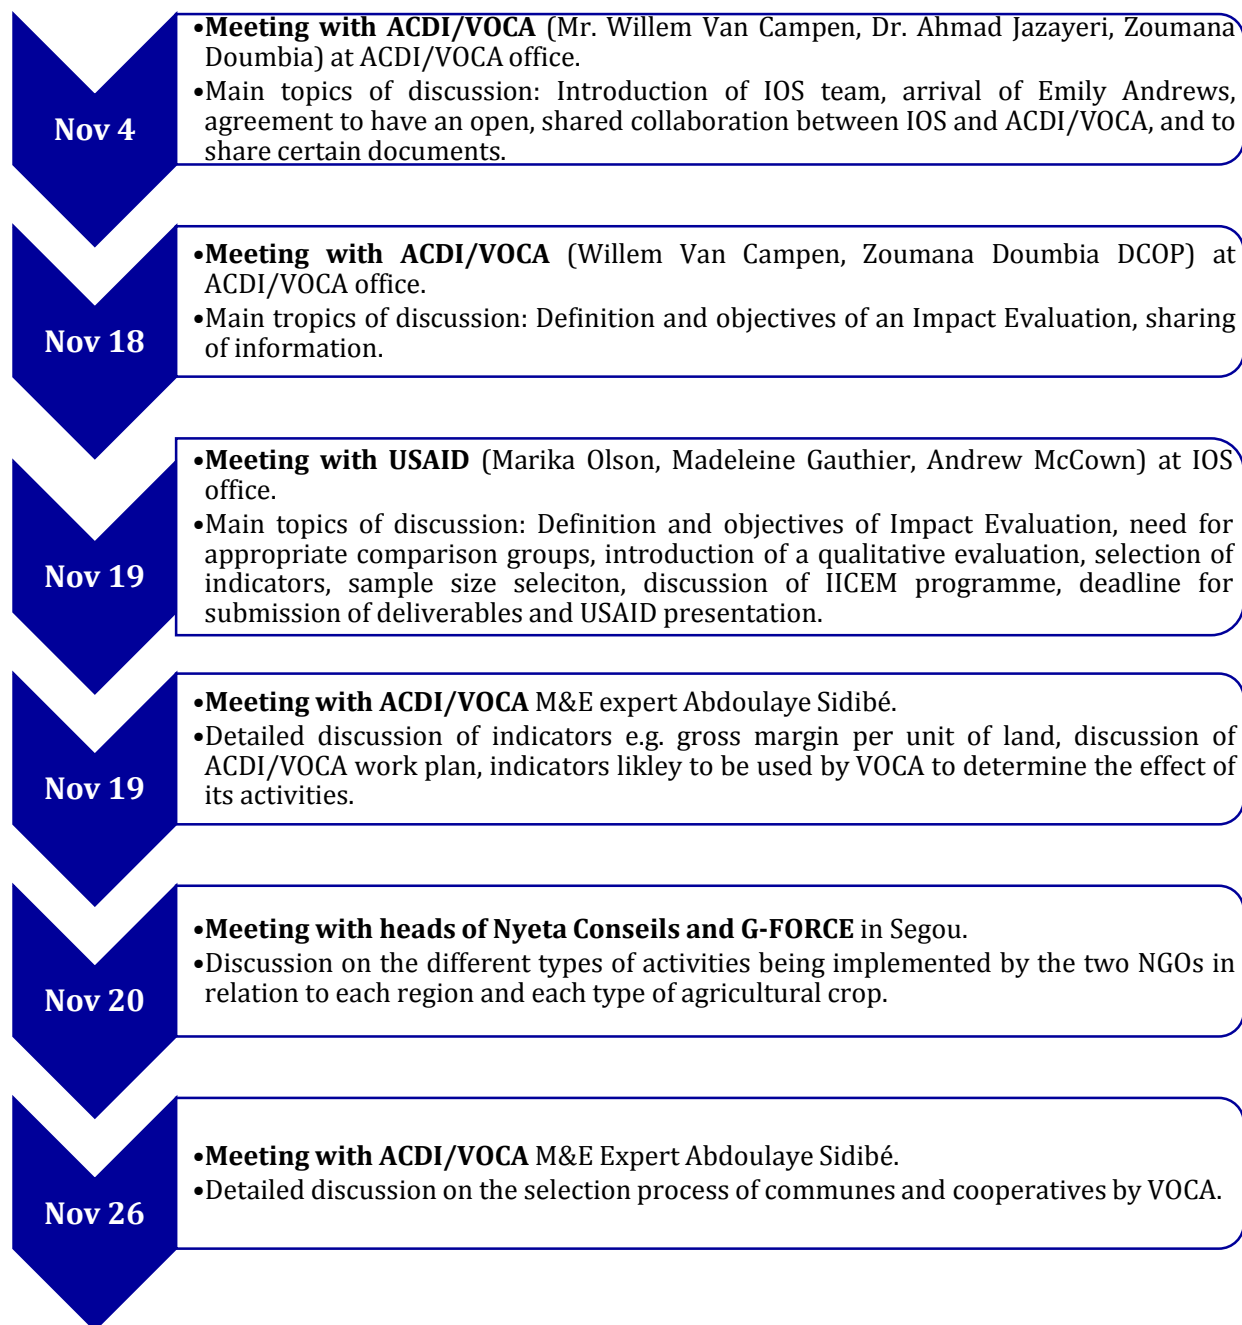 •Meeting with ACDI/VOCA (Mr. Willem Van Campen, Dr. Ahmad Jazayeri, Zoumana
Doumbia) at ACDI/VOCA office.
•Main topics of discussion: Introduction of IOS team, arrival of Emily Andrews,
agreement to have an open, shared collaboration between IOS and ACDI/VOCA, and to
share certain documents.
Nov 4
•Meeting with ACDI/VOCA (Willem Van Campen, Zoumana Doumbia DCOP) at
ACDI/VOCA office.
•Main tropics of discussion: Definition and objectives of an Impact Evaluation, sharing
of information.
Nov 18
•Meeting with USAID (Marika Olson, Madeleine Gauthier, Andrew McCown) at IOS
office.
•Main topics of discussion: Definition and objectives of Impact Evaluation, need for
appropriate comparison groups, introduction of a qualitative evaluation, selection of
indicators, sample size seleciton, discussion of IICEM programme, deadline for
submission of deliverables and USAID presentation.
Nov 19
•Meeting with ACDI/VOCA M&E expert Abdoulaye Sidibé.
•Detailed discussion of indicators e.g. gross margin per unit of land, discussion of
ACDI/VOCA work plan, indicators likley to be used by VOCA to determine the effect of
its activities.
Nov 19
•Meeting with heads of Nyeta Conseils and G-FORCE in Segou.
•Discussion on the different types of activities being implemented by the two NGOs in
relation to each region and each type of agricultural crop.
Nov 20
•Meeting with ACDI/VOCA M&E Expert Abdoulaye Sidibé.
•Detailed discussion on the selection process of communes and cooperatives by VOCA.
Nov 26